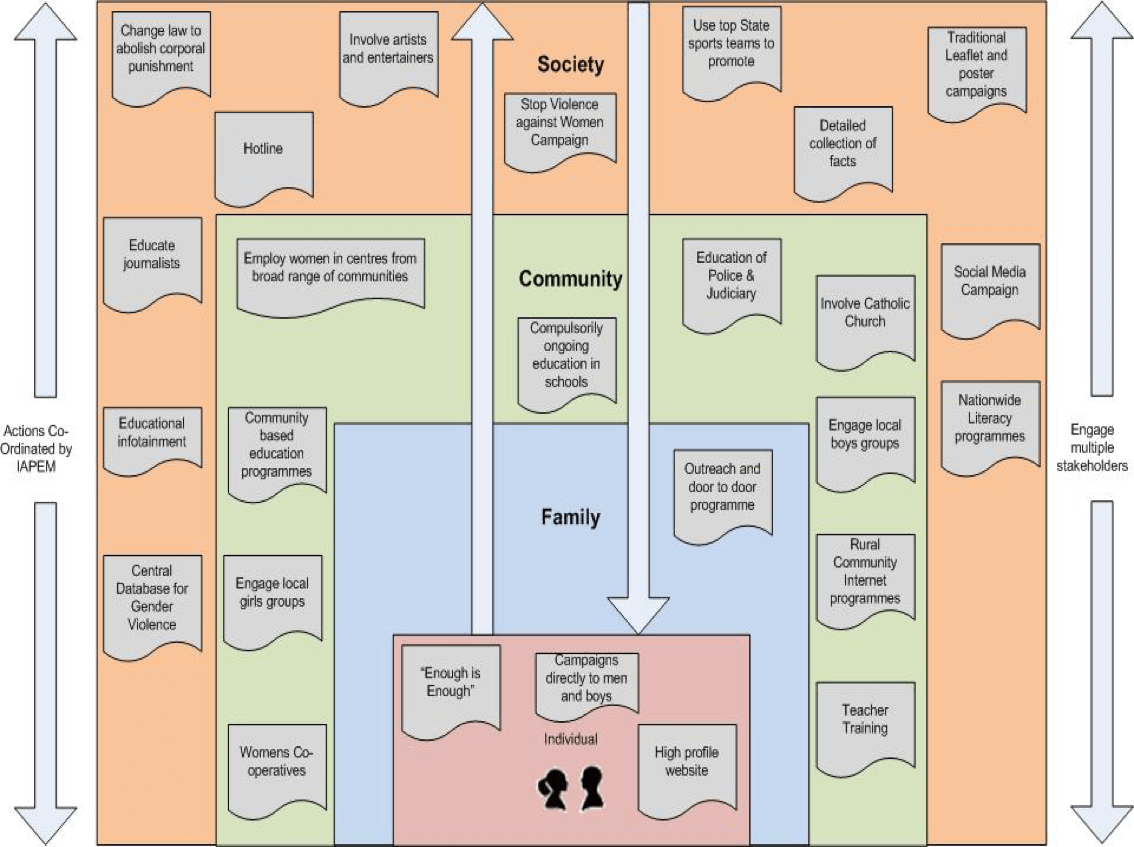 Change law to
abolish corporal
punishment
Involve artists
and entertainers
Society
Use top State
sports teams to
promote
Traditional
Leaflet and
poster
campaigns
Hotline
Stop Violence
against Women
Campaign
Detailed
collection of
facts
Educate
journalists
Employ women in centres from
broad range of communities
Community
Education of
Police &
Judiciary
Involve Catholic
Church
Social Media
Campaign
Compulsorily
ongoing
education in
schools
Actions Co-
Ordinated by
IAPEM
Educational
infotainment
Community
based
education
programmes
Engage local
boys groups
Nationwide
Literacy
programmes
Engage
multiple
stakeholders
Family
Outreach and
door to door
programme
Central
Database for
Gender
Violence
Engage local
girls groups
Rural
Community
Internet
programmes
"Enough is
Enough"
Campaigns
directly to men
and boys
Individual
High profile
website
Womens Co-
operatives
Teacher
Training